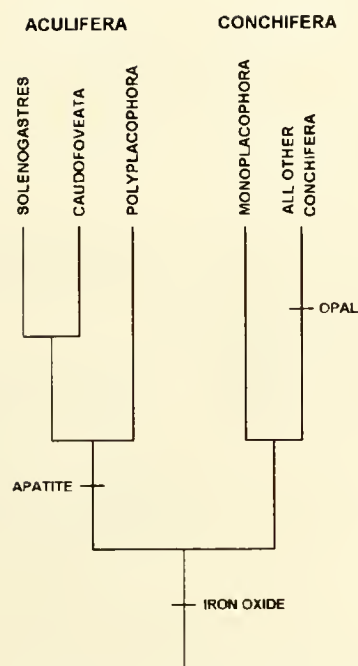 ACULIFERA
CONCHIFERA
SOLENOGASTRES
CAUDOFOVEATA
POLYPLACOPHORA
MONOPLACOPHORA
ALL OTHER
CONCHIFERA
OPAL
APATITE
IRON OXIDE